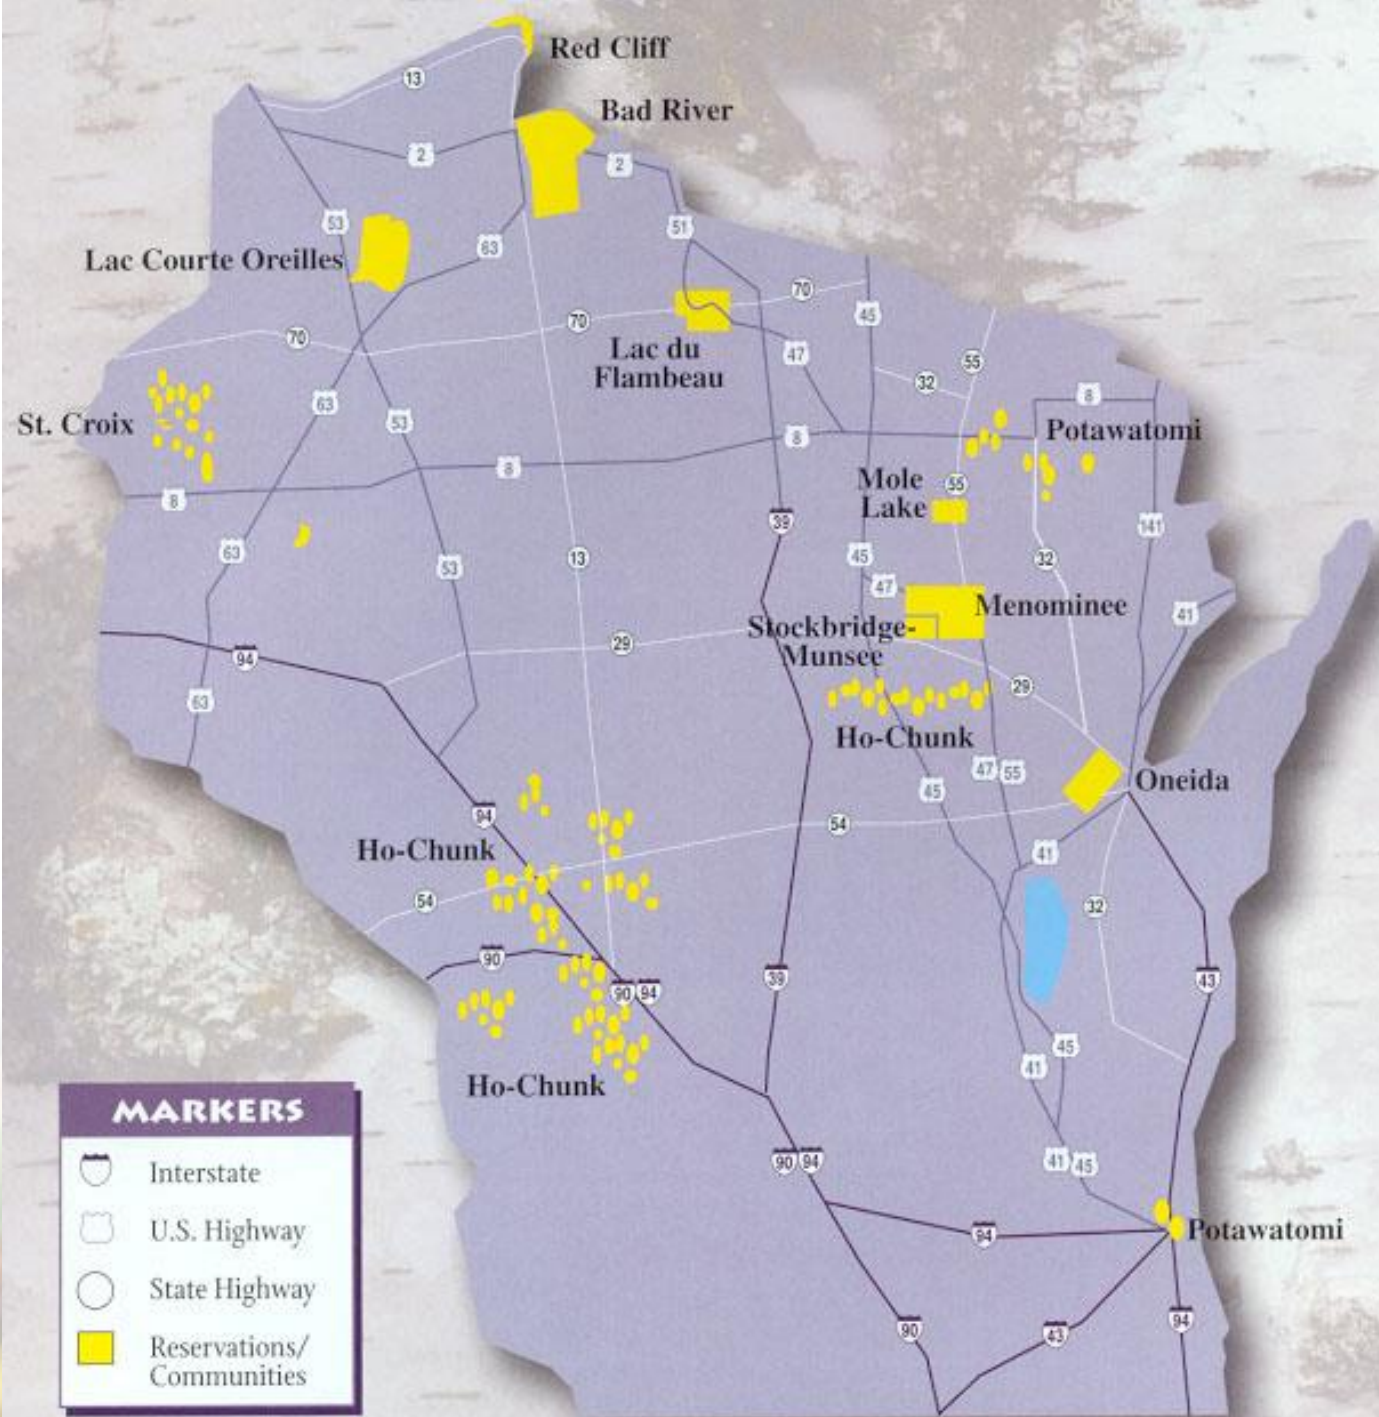 Red Cliff
13
Bad River
2
2
53
51
63
Lac Courte Oreilles
70
45
70
70
Lac du
Flambeau
47
55
32
63
8
St. Croix
53
Potawatomi
8
8
Mole
Lake
55
8
39
141
63
45
32
13
53
47
Menominee
41
Stockbridge-
Munsee
29
94
29
63
Ho-Chunk
47
55
Oneida
45
94
54
Ho-Chunk
41
54
32
90
39
43
90
94
45
41
Ho-Chunk
90
94
41
45
94
Potawatomi
90
43
94
MARKERS
Interstate
U.S. Highway
State Highway
Reservations/
Communities